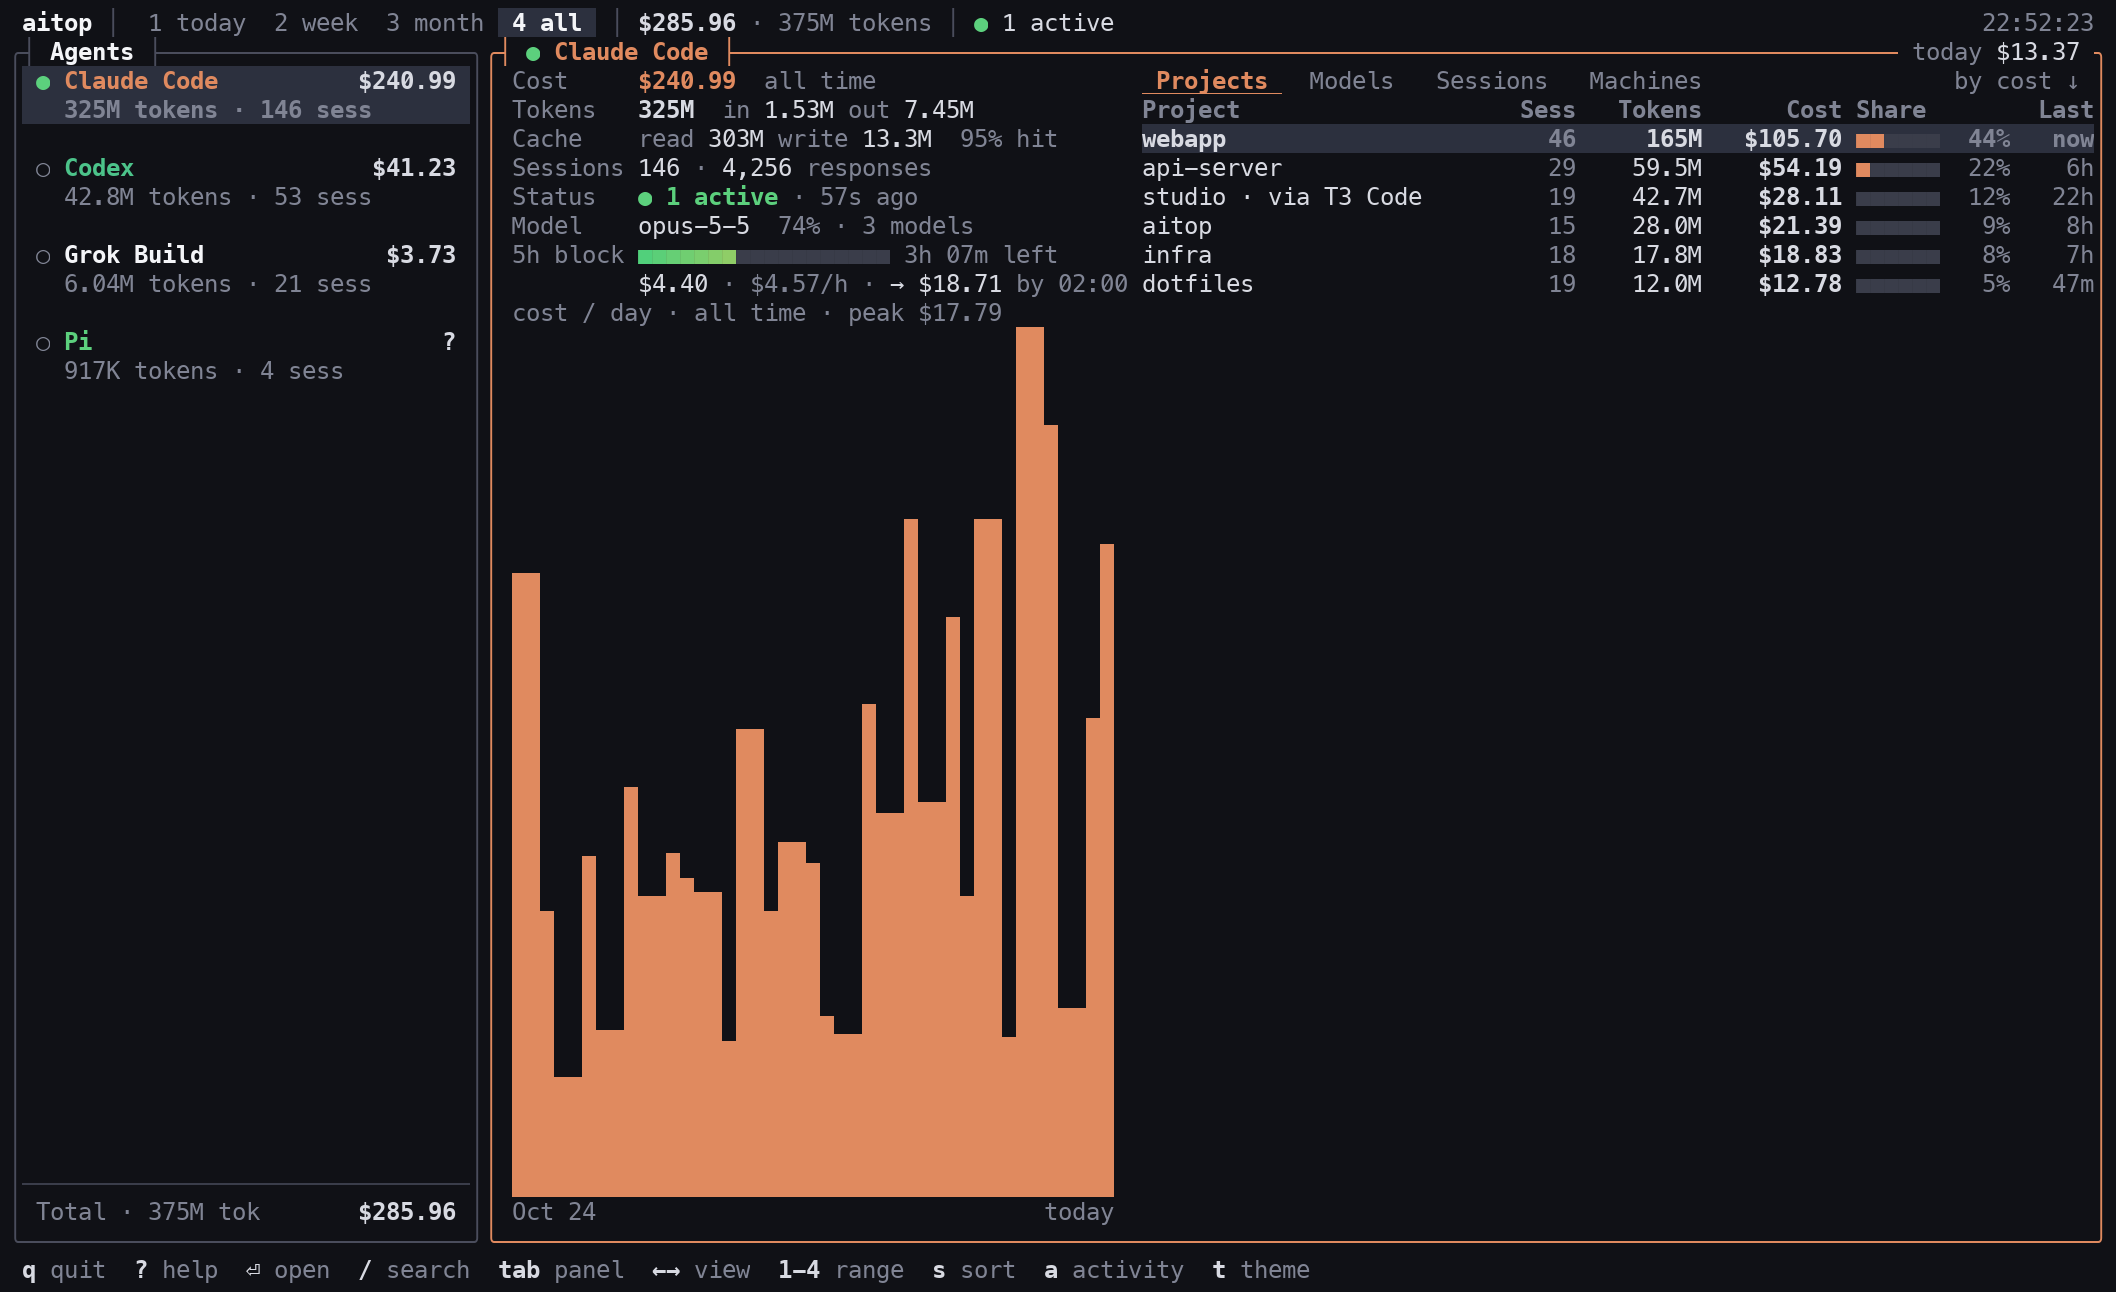 aitop │ 1 today 2 week 3 month 4 all │ $285.96 · 375M tokens │ ● 1 active 22:52:23
Agents
● Claude Code $240.99
325M tokens · 146 sess
○ Codex $41.23
42.8M tokens · 53 sess
○ Grok Build $3.73
6.04M tokens · 21 sess
○ Pi ?
917K tokens · 4 sess
Total · 375M tok $285.96
● Claude Code today $13.37
Cost $240.99 all time
Tokens 325M in 1.53M out 7.45M
Cache read 303M write 13.3M 95% hit
Sessions 146 · 4,256 responses
Status ● 1 active · 57s ago
Model opus-5-5 74% · 3 models
5h block 3h 07m left
$4.40 · $4.57/h · → $18.71 by 02:00
cost / day · all time · peak $17.79
Oct 24 today
Projects Models Sessions Machines by cost ↓
Project Sess Tokens Cost Share Last
webapp 46 165M $105.70 44% now
api-server 29 59.5M $54.19 22% 6h
studio · via T3 Code 19 42.7M $28.11 12% 22h
aitop 15 28.0M $21.39 9% 8h
infra 18 17.8M $18.83 8% 7h
dotfiles 19 12.0M $12.78 5% 47m
q quit ? help ⏎ open / search tab panel ←→ view 1-4 range s sort a activity t theme